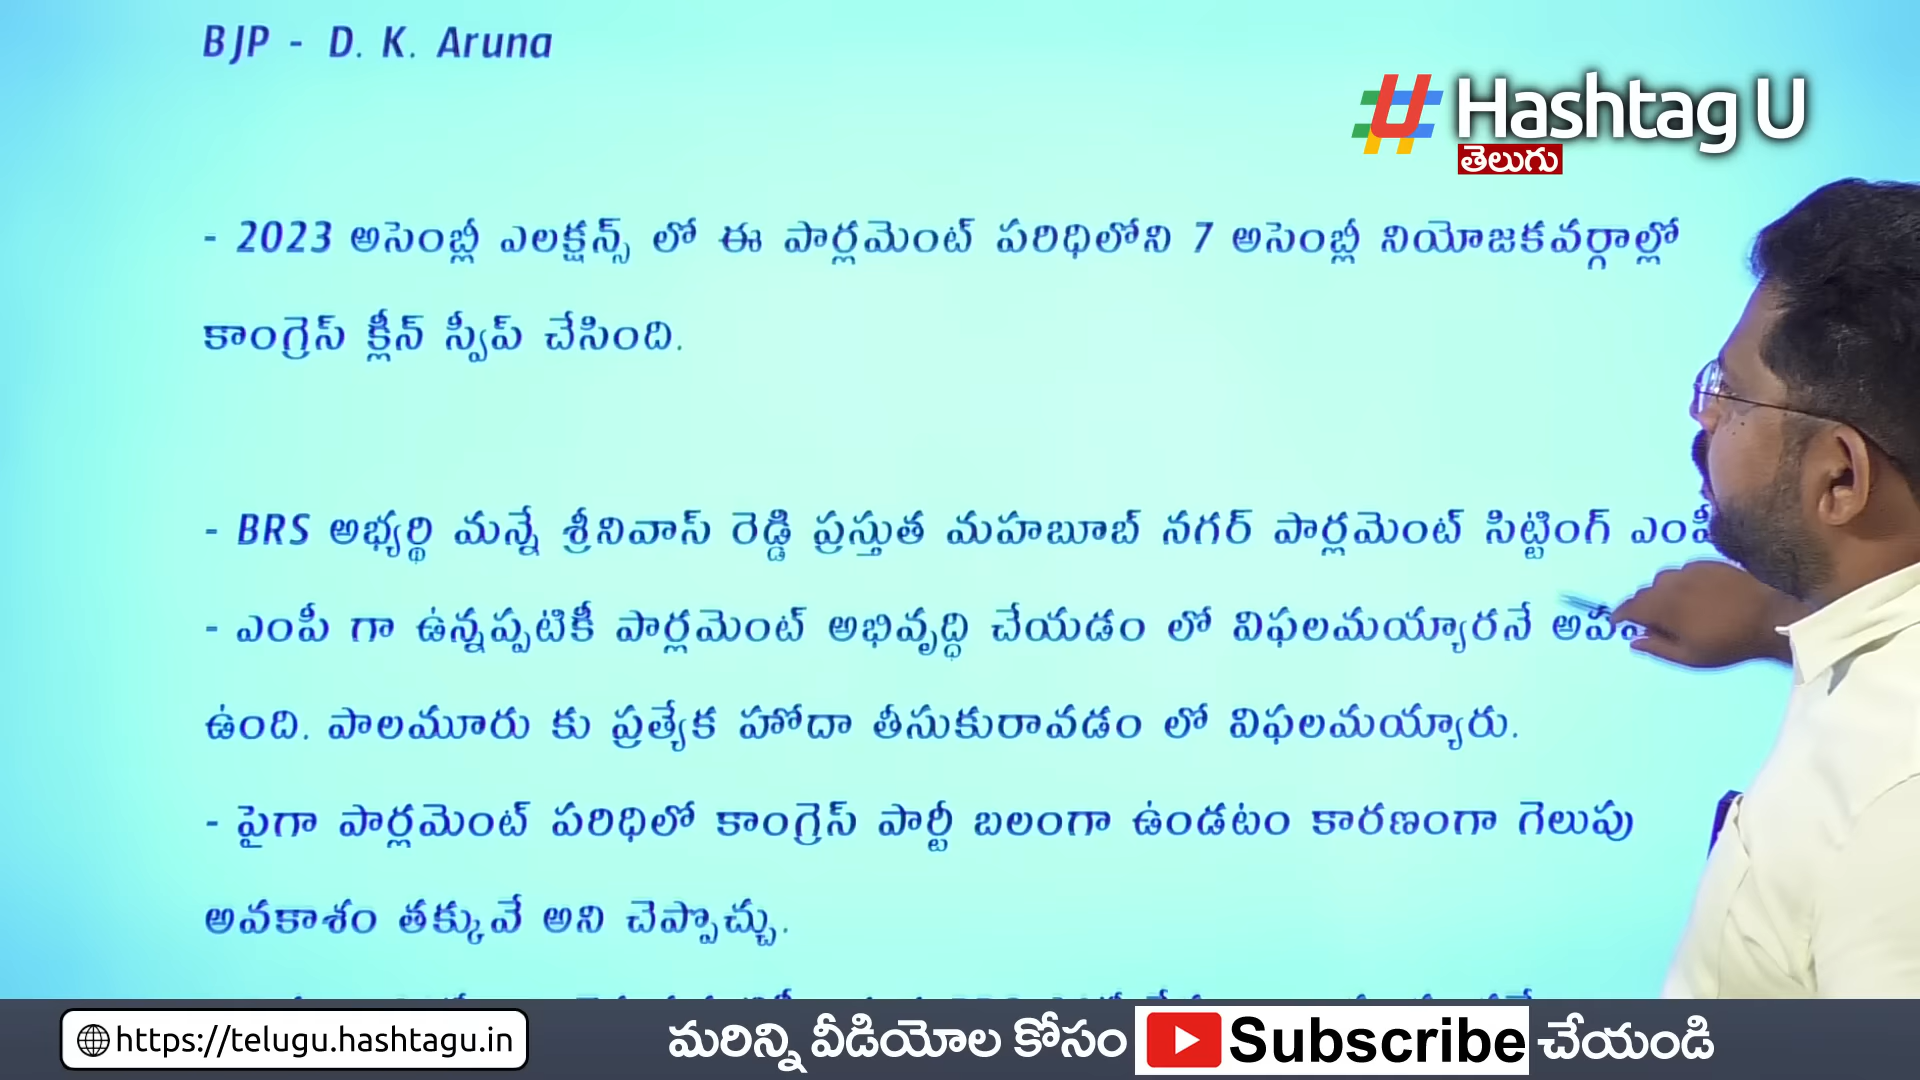 BJP - D. K. Aruna
Hashtag U
తెలుగు
- 2023 అసెంబ్లీ ఎలక్షన్స్ లో ఈ పార్లమెంట్ పరిధిలోని 7 అసెంబ్లీ నియోజకవర్గాల్లో
కాంగ్రెస్ క్లీన్ స్వీప్ చేసింది.
- BRS అభ్యర్థి మన్నే శ్రీనివాస్ రెడ్డి ప్రస్తుత మహబూబ్ నగర్ పార్లమెంట్ సిట్టింగ్ ఎంపీ
- ఎంపీ గా ఉన్నప్పటికీ పార్లమెంట్ అభివృద్ధి చేయడం లో విఫలమయ్యారనే
ఉంది. పాలమూరు కు ప్రత్యేక హోదా తీసుకురావడం లో విఫలమయ్యారు.
- పైగా పార్లమెంట్ పరిధిలో కాంగ్రెస్ పార్టీ బలంగా ఉండటం కారణంగా గెలుపు
అవకాశం తక్కువే అని చెప్పొచ్చు.
https://telugu.hashtagu.in
మరిన్ని వీడియోల కోసం Subscribe చేయండి